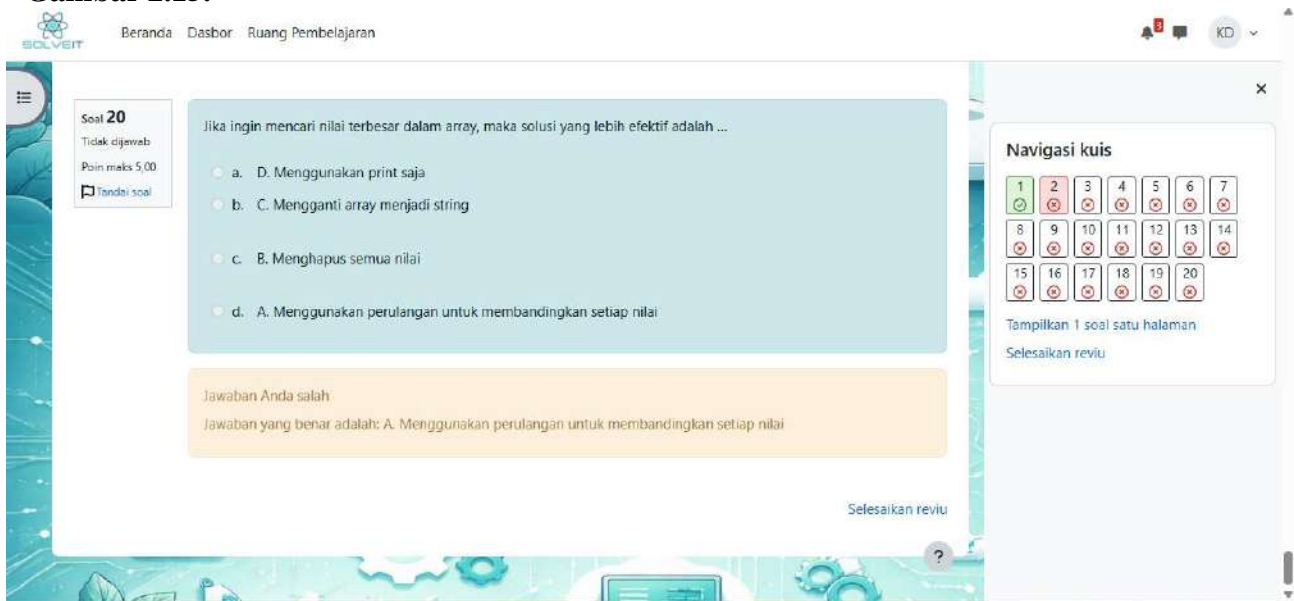 SOLVEIT
Beranda Dasbor Ruang Pembelajaran
3
KD
Soal 20
Tidak dijawab
Poin maks 5,00
Tandai soal
Jika ingin mencari nilai terbesar dalam array, maka solusi yang lebih efektif adalah ...
a. D. Menggunakan print saja
b. C. Mengganti array menjadi string
c. B. Menghapus semua nilai
d. A. Menggunakan perulangan untuk membandingkan setiap nilai
Jawaban Anda salah
Jawaban yang benar adalah: A. Menggunakan perulangan untuk membandingkan setiap nilai
Selesaikan reviu
?
Navigasi kuis
1 2 3 4 5 6 7
8 9 10 11 12 13 14
15 16 17 18 19 20
Tampilkan 1 soal satu halaman
Selesaikan reviu